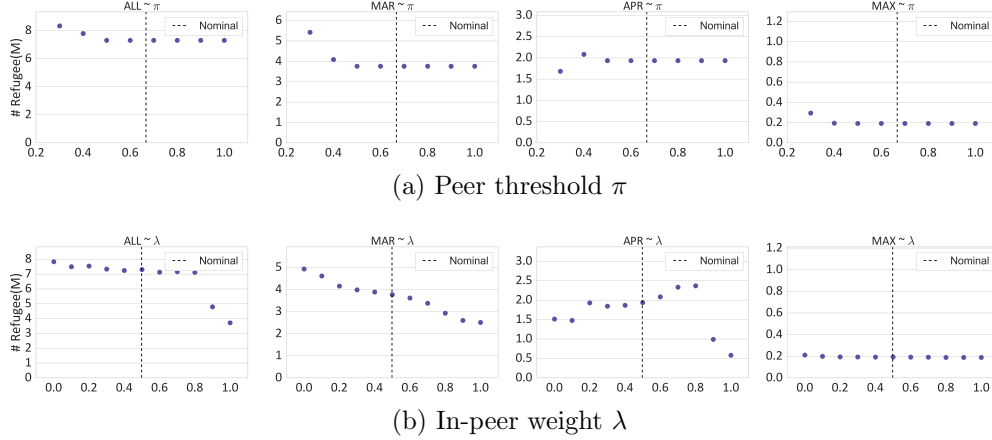 ALL ~ π
MAR ~ π
APR ~ π
MAX ~ π
Nominal
Nominal
Nominal
Nominal
# Refugee(M)
8
6
4
2
0
6
5
4
3
2
1
0
3.0
2.5
2.0
1.5
1.0
0.5
0.0
1.2
1.0
0.8
0.6
0.4
0.2
0.0
0.2 0.4 0.6 0.8 1.0
0.2 0.4 0.6 0.8 1.0
0.2 0.4 0.6 0.8 1.0
0.2 0.4 0.6 0.8 1.0
(a) Peer threshold π
ALL ~ λ
MAR ~ λ
APR ~ λ
MAX ~ λ
Nominal
Nominal
Nominal
Nominal
# Refugee(M)
8
7
6
5
4
3
2
1
0
5
4
3
2
1
0
3.0
2.5
2.0
1.5
1.0
0.5
0.0
1.2
1.0
0.8
0.6
0.4
0.2
0.0
0.0 0.2 0.4 0.6 0.8 1.0
0.0 0.2 0.4 0.6 0.8 1.0
0.0 0.2 0.4 0.6 0.8 1.0
0.0 0.2 0.4 0.6 0.8 1.0
(b) In-peer weight λ